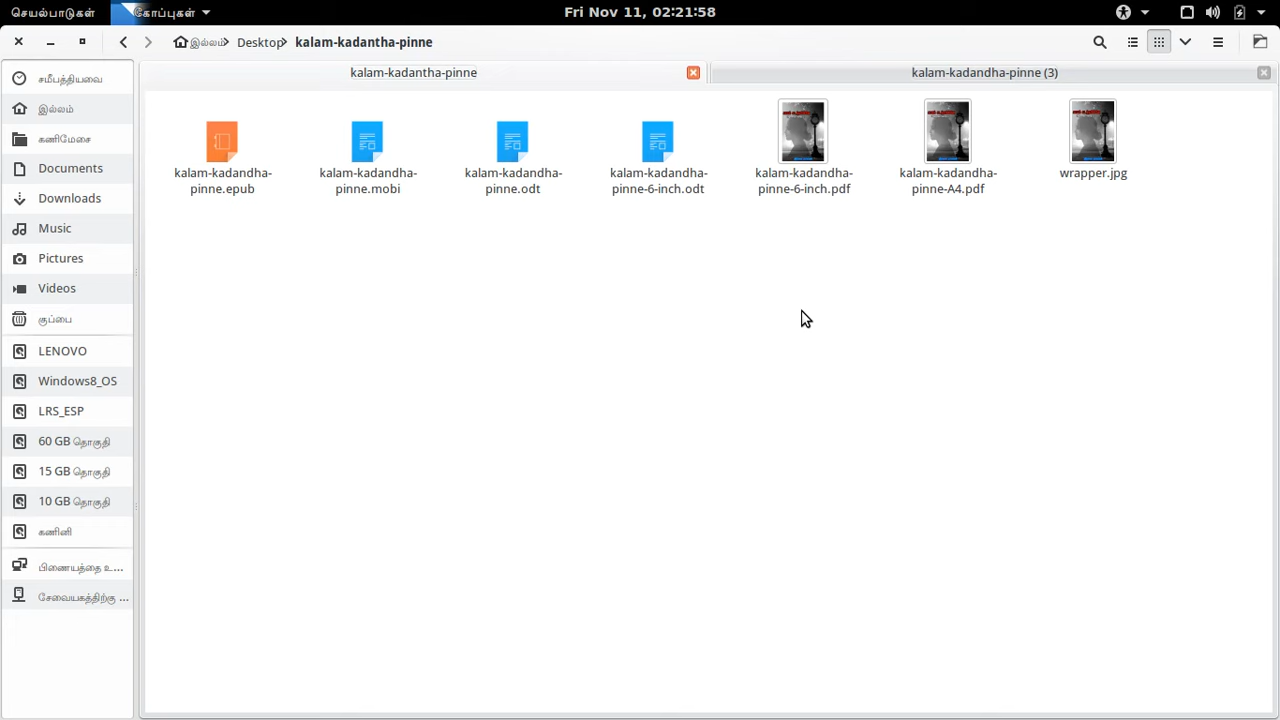 செயல்பாடுகள்
கோப்புகள்
Fri Nov 11, 02:21:58
இல்லம்
Desktop
kalam-kadantha-pinne
kalam-kadantha-pinne
kalam-kadandha-pinne (3)
சமீபத்தியவை
இல்லம்
கணிமேசை
Documents
Downloads
Music
Pictures
Videos
குப்பை
LENOVO
Windows8_OS
LRS_ESP
60 GB தொகுதி
15 GB தொகுதி
10 GB தொகுதி
கணினி
பிணையத்தை உ...
சேவையகத்திற்கு ...
kalam-kadandha-
pinne.epub
kalam-kadandha-
pinne.mobi
kalam-kadandha-
pinne.odt
kalam-kadandha-
pinne-6-inch.odt
kalam-kadandha-
pinne-6-inch.pdf
kalam-kadandha-
pinne-A4.pdf
wrapper.jpg